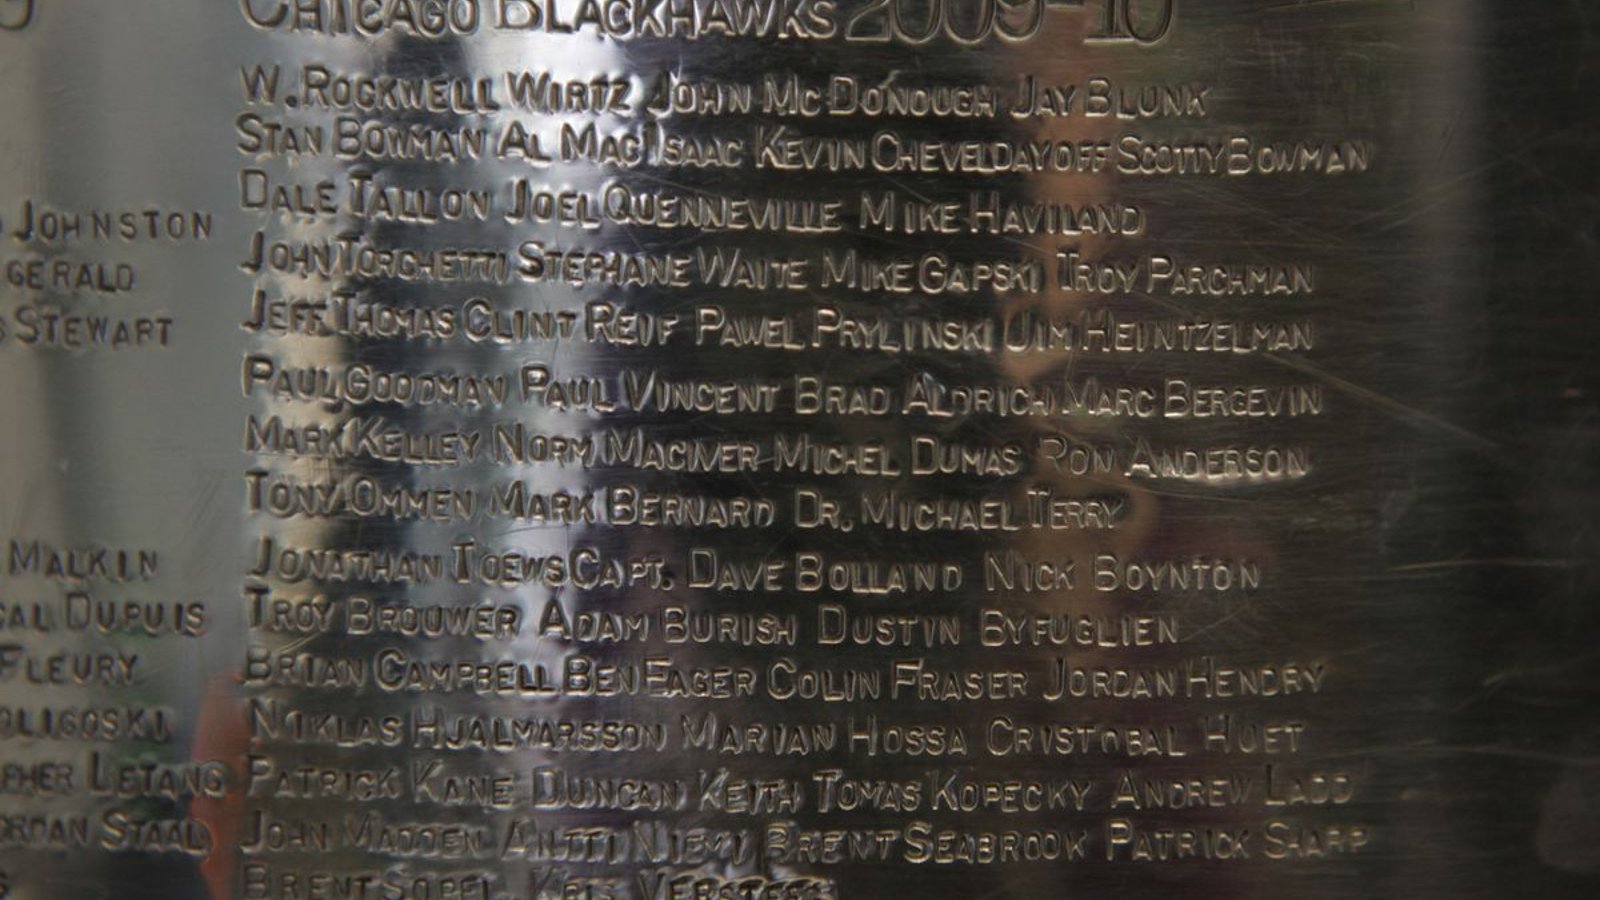 CHICAGO BLACKHAWKS 2009-10
W. ROCKWELL WIRTZ JOHN MCDONOUGH JAY BLUNK
STAN BOWMAN AL MACISAAC KEVIN CHEVELDAYOFF SCOTTY BOWMAN
DALE TALLON JOEL QUENNEVILLE MIKE HAVILAND
JOHN TORCHETTI STEPHANE WAITE MIKE GAPSKI TROY PARCHMAN
JEFF THOMAS CLINT REIF PAWEL PRYLINSKI JIM HEINTZELMAN
PAUL GOODMAN PAUL VINCENT BRAD ALDRICH MARC BERGEVIN
MARK KELLEY NORM MACIVER MICHEL DUMAS RON ANDERSON
TONY OMMEN MARK BERNARD DR. MICHAEL TERRY
JONATHAN TOEWS CAPT. DAVE BOLLAND NICK BOYNTON
TROY BROUWER ADAM BURISH DUSTIN BYFUGLIEN
BRIAN CAMPBELL BEN EAGER COLIN FRASER JORDAN HENDRY
NIKLAS HJALMARSSON MARIAN HOSSA CRISTOBAL HUET
PATRICK KANE DUNCAN KEITH TOMAS KOPECKY ANDREW LADD
JOHN MADDEN ANTTI NIEMI BRENT SEABROOK PATRICK SHARP
BRENT SOPEL KRIS VERSTEEG
JOHNSTON
GERALD
STEWART
MALKIN
CAL DUPUIS
FLEURY
OLIGOSKI
PHER LETANG
ORDAN STAAL